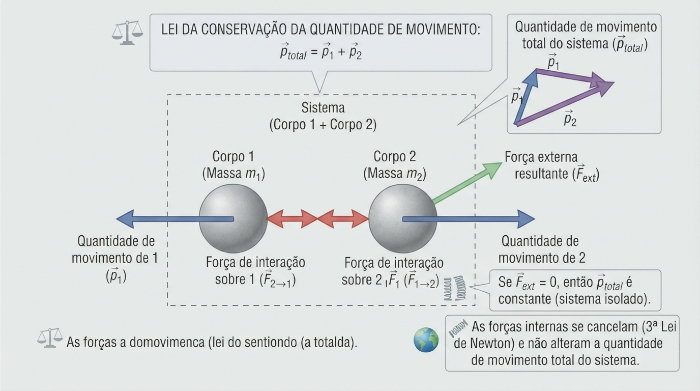 LEI DA CONSERVAÇÃO DA QUANTIDADE DE MOVIMENTO:
p⃗total = p⃗1 + p⃗2
Quantidade de movimento
total do sistema (p⃗total)
p⃗1
p⃗1
p⃗2
Sistema
(Corpo 1 + Corpo 2)
Corpo 1
(Massa m1)
Corpo 2
(Massa m2)
Força externa
resultante (F⃗ext)
Quantidade de
movimento de 1
(p⃗1)
Força de interação
sobre 1 (F⃗2→1)
Força de interação
sobre 2 ,F⃗1 (F⃗1→2)
Quantidade de
movimento de 2
Se F⃗ext = 0, então p⃗total é
constante (sistema isolado).
As forças a domovimenca (lei do sentiondo (a totalda).
As forças internas se cancelam (3ª Lei
de Newton) e não alteram a quantidade
de movimento total do sistema.